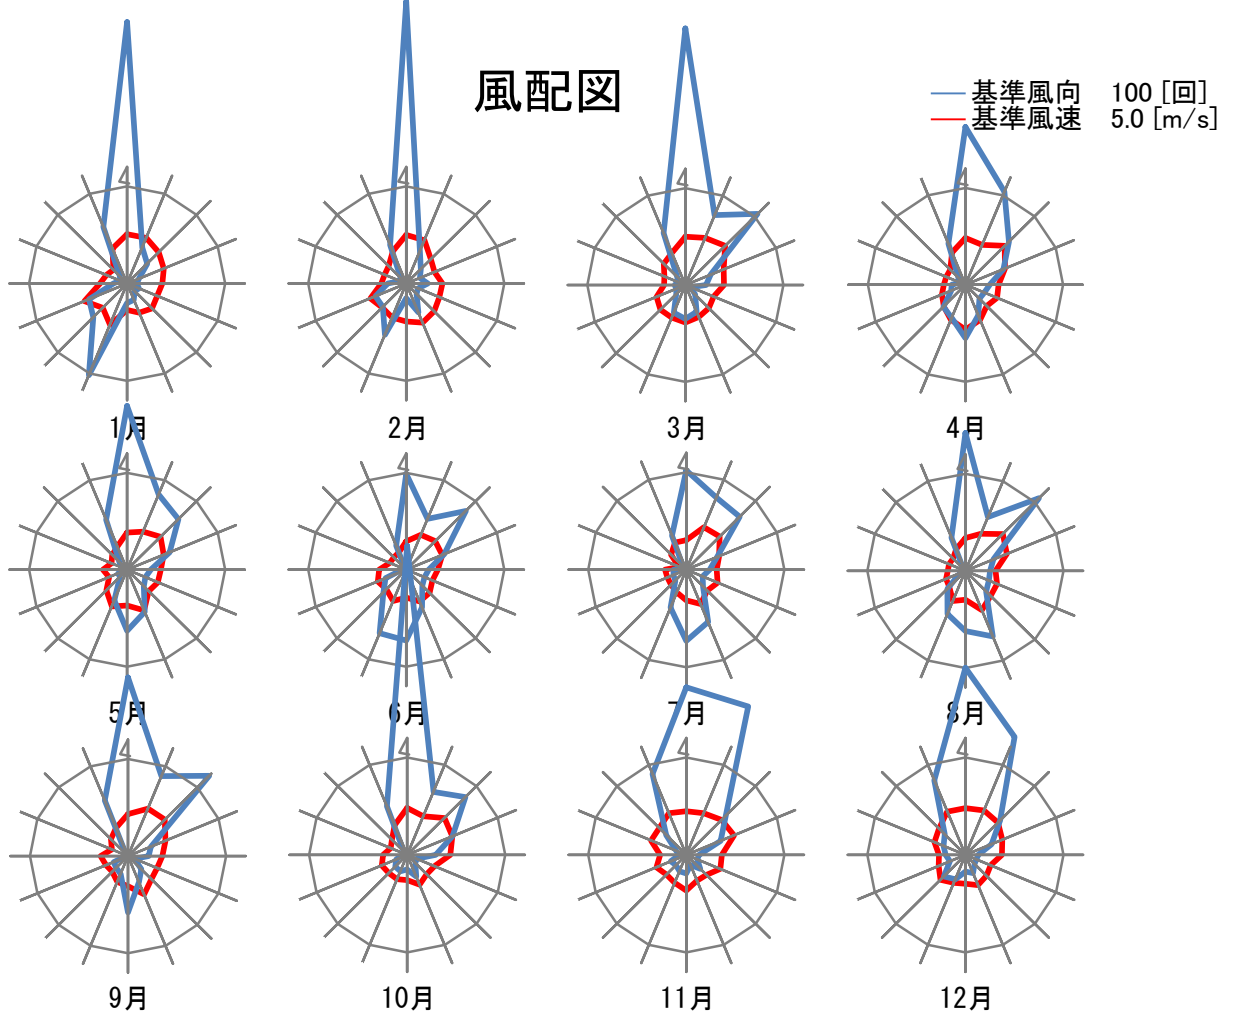 風配図
基準風向 100 [回]
基準風速 5.0 [m/s]
1月
2月
3月
4月
5月
6月
7月
8月
9月
10月
11月
12月